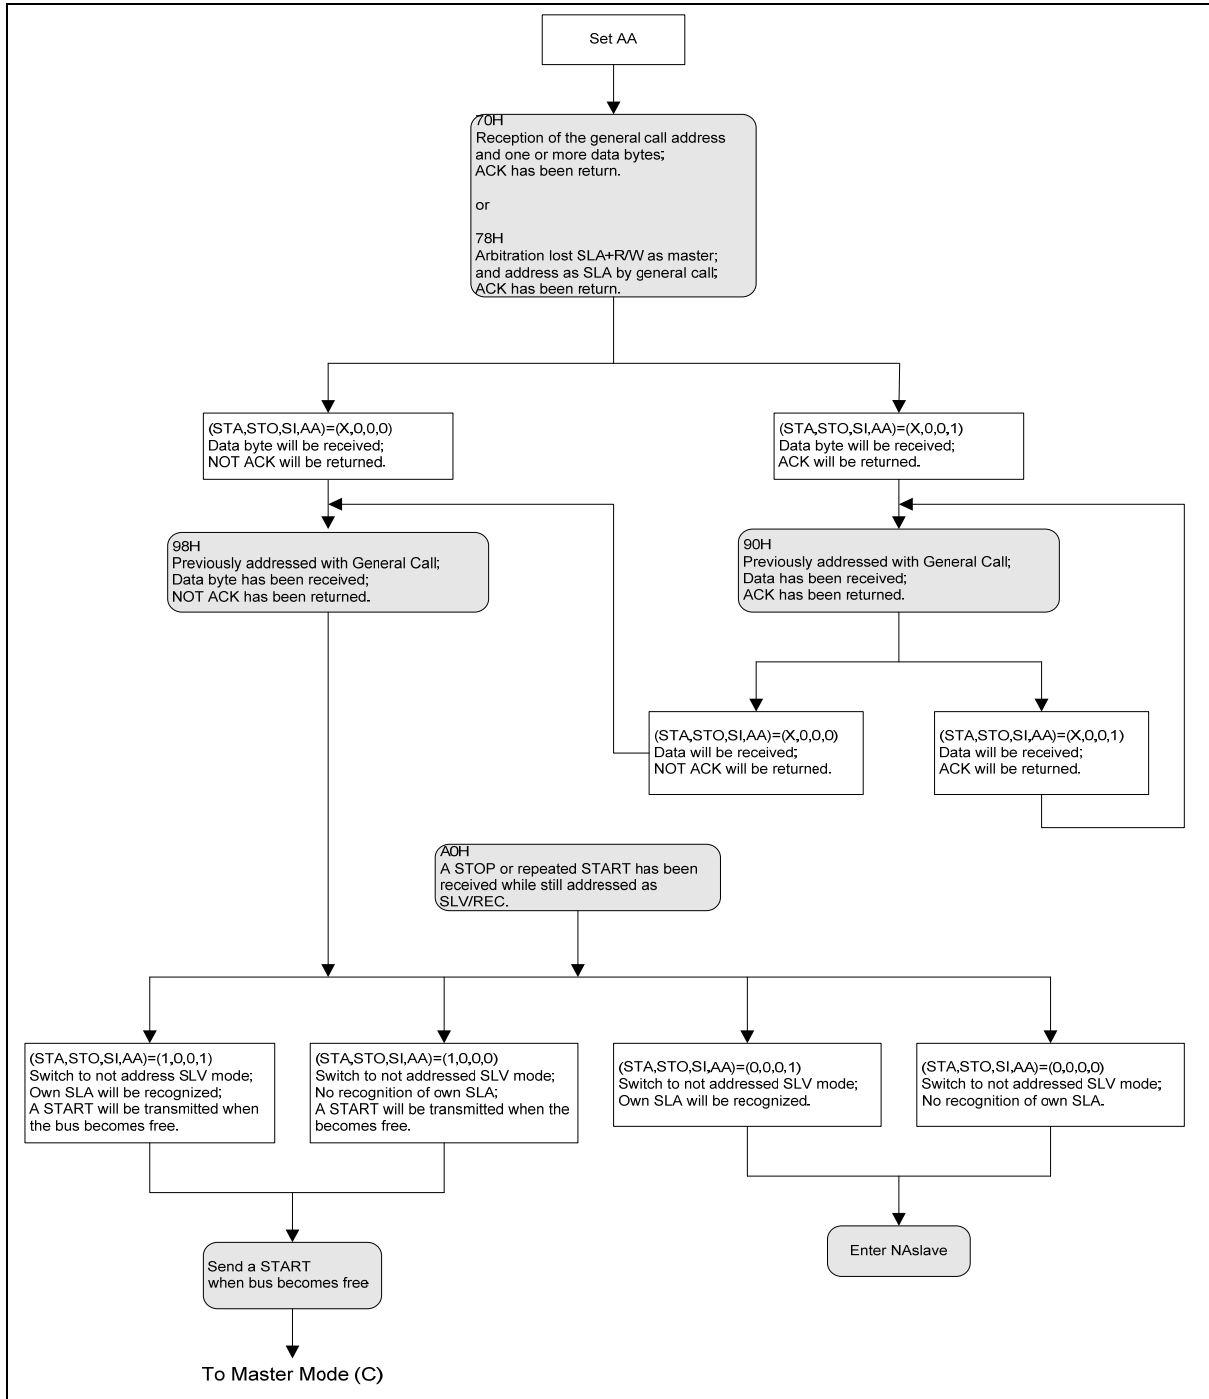 Set AA
70H
Reception of the general call address
and one or more data bytes;
ACK has been return.
or
78H
Arbitration lost SLA+R/W as master;
and address as SLA by general call;
ACK has been return.
(STA,STO,SI,AA)=(X,0,0,0)
Data byte will be received;
NOT ACK will be returned.
(STA,STO,SI,AA)=(X,0,0,1)
Data byte will be received;
ACK will be returned.
98H
Previously addressed with General Call;
Data byte has been received;
NOT ACK has been returned.
90H
Previously addressed with General Call;
Data has been received;
ACK has been returned.
(STA,STO,SI,AA)=(X,0,0,0)
Data will be received;
NOT ACK will be returned.
(STA,STO,SI,AA)=(X,0,0,1)
Data will be received;
ACK will be returned.
A0H
A STOP or repeated START has been
received while still addressed as
SLV/REC.
(STA,STO,SI,AA)=(1,0,0,1)
Switch to not address SLV mode;
Own SLA will be recognized;
A START will be transmitted when
the bus becomes free.
(STA,STO,SI,AA)=(1,0,0,0)
Switch to not addressed SLV mode;
No recognition of own SLA;
A START will be transmitted when the
becomes free.
(STA,STO,SI,AA)=(0,0,0,1)
Switch to not addressed SLV mode;
Own SLA will be recognized.
(STA,STO,SI,AA)=(0,0,0,0)
Switch to not addressed SLV mode;
No recognition of own SLA.
Send a START
when bus becomes free
Enter NAslave
To Master Mode (C)